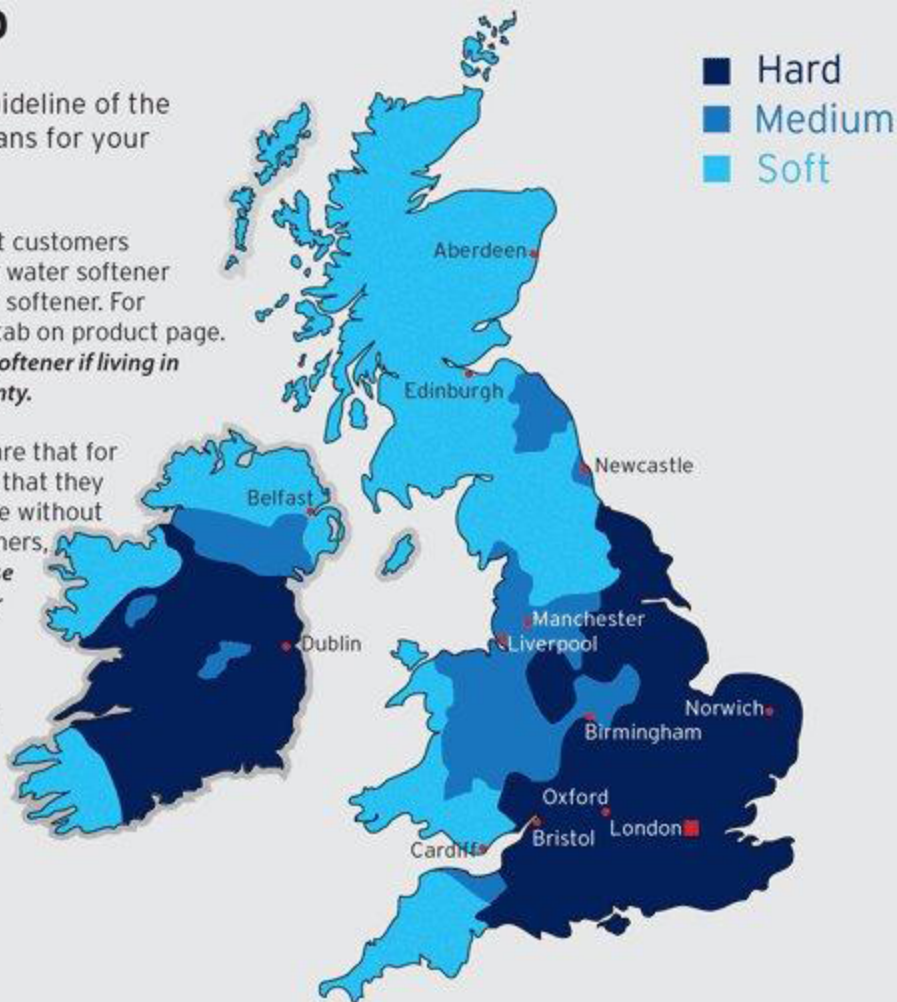 ideline of the
ans for your
t customers
water softener
softener. For
tab on product page.
oftener if living in
nty.
re that for
that they
e without
ners,
se
Hard
Medium
Soft
Aberdeen
Edinburgh
Newcastle
Belfast
Manchester
Liverpool
Dublin
Norwich
Birmingham
Oxford
London
Bristol
Cardiff